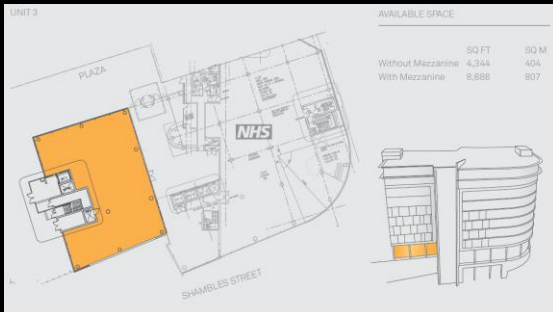 UNIT 3
AVAILABLE SPACE
SQ FT SQ M
Without Mezzanine 4,344 404
With Mezzanine 8,688 807
PLAZA
NHS
SHAMBLES STREET